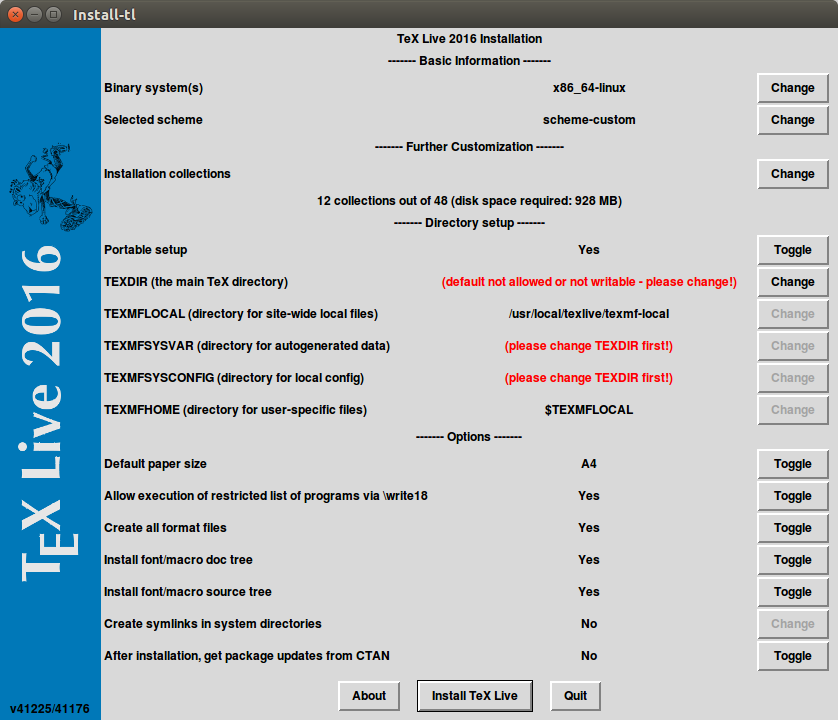 Install-tl
TeX Live 2016 Installation
------- Basic Information -------
Binary system(s) x86_64-linux Change
Selected scheme scheme-custom Change
------- Further Customization -------
Installation collections Change
12 collections out of 48 (disk space required: 928 MB)
------- Directory setup -------
Portable setup Yes Toggle
TEXDIR (the main TeX directory) (default not allowed or not writable - please change!) Change
TEXMFLOCAL (directory for site-wide local files) /usr/local/texlive/texmf-local Change
TEXMFSYSVAR (directory for autogenerated data) (please change TEXDIR first!) Change
TEXMFSYSCONFIG (directory for local config) (please change TEXDIR first!) Change
TEXMFHOME (directory for user-specific files) $TEXMFLOCAL Change
------- Options -------
Default paper size A4 Toggle
Allow execution of restricted list of programs via \write18 Yes Toggle
Create all format files Yes Toggle
Install font/macro doc tree Yes Toggle
Install font/macro source tree Yes Toggle
Create symlinks in system directories No Change
After installation, get package updates from CTAN No Toggle
About Install TeX Live Quit
TEX Live 2016
v41225/41176